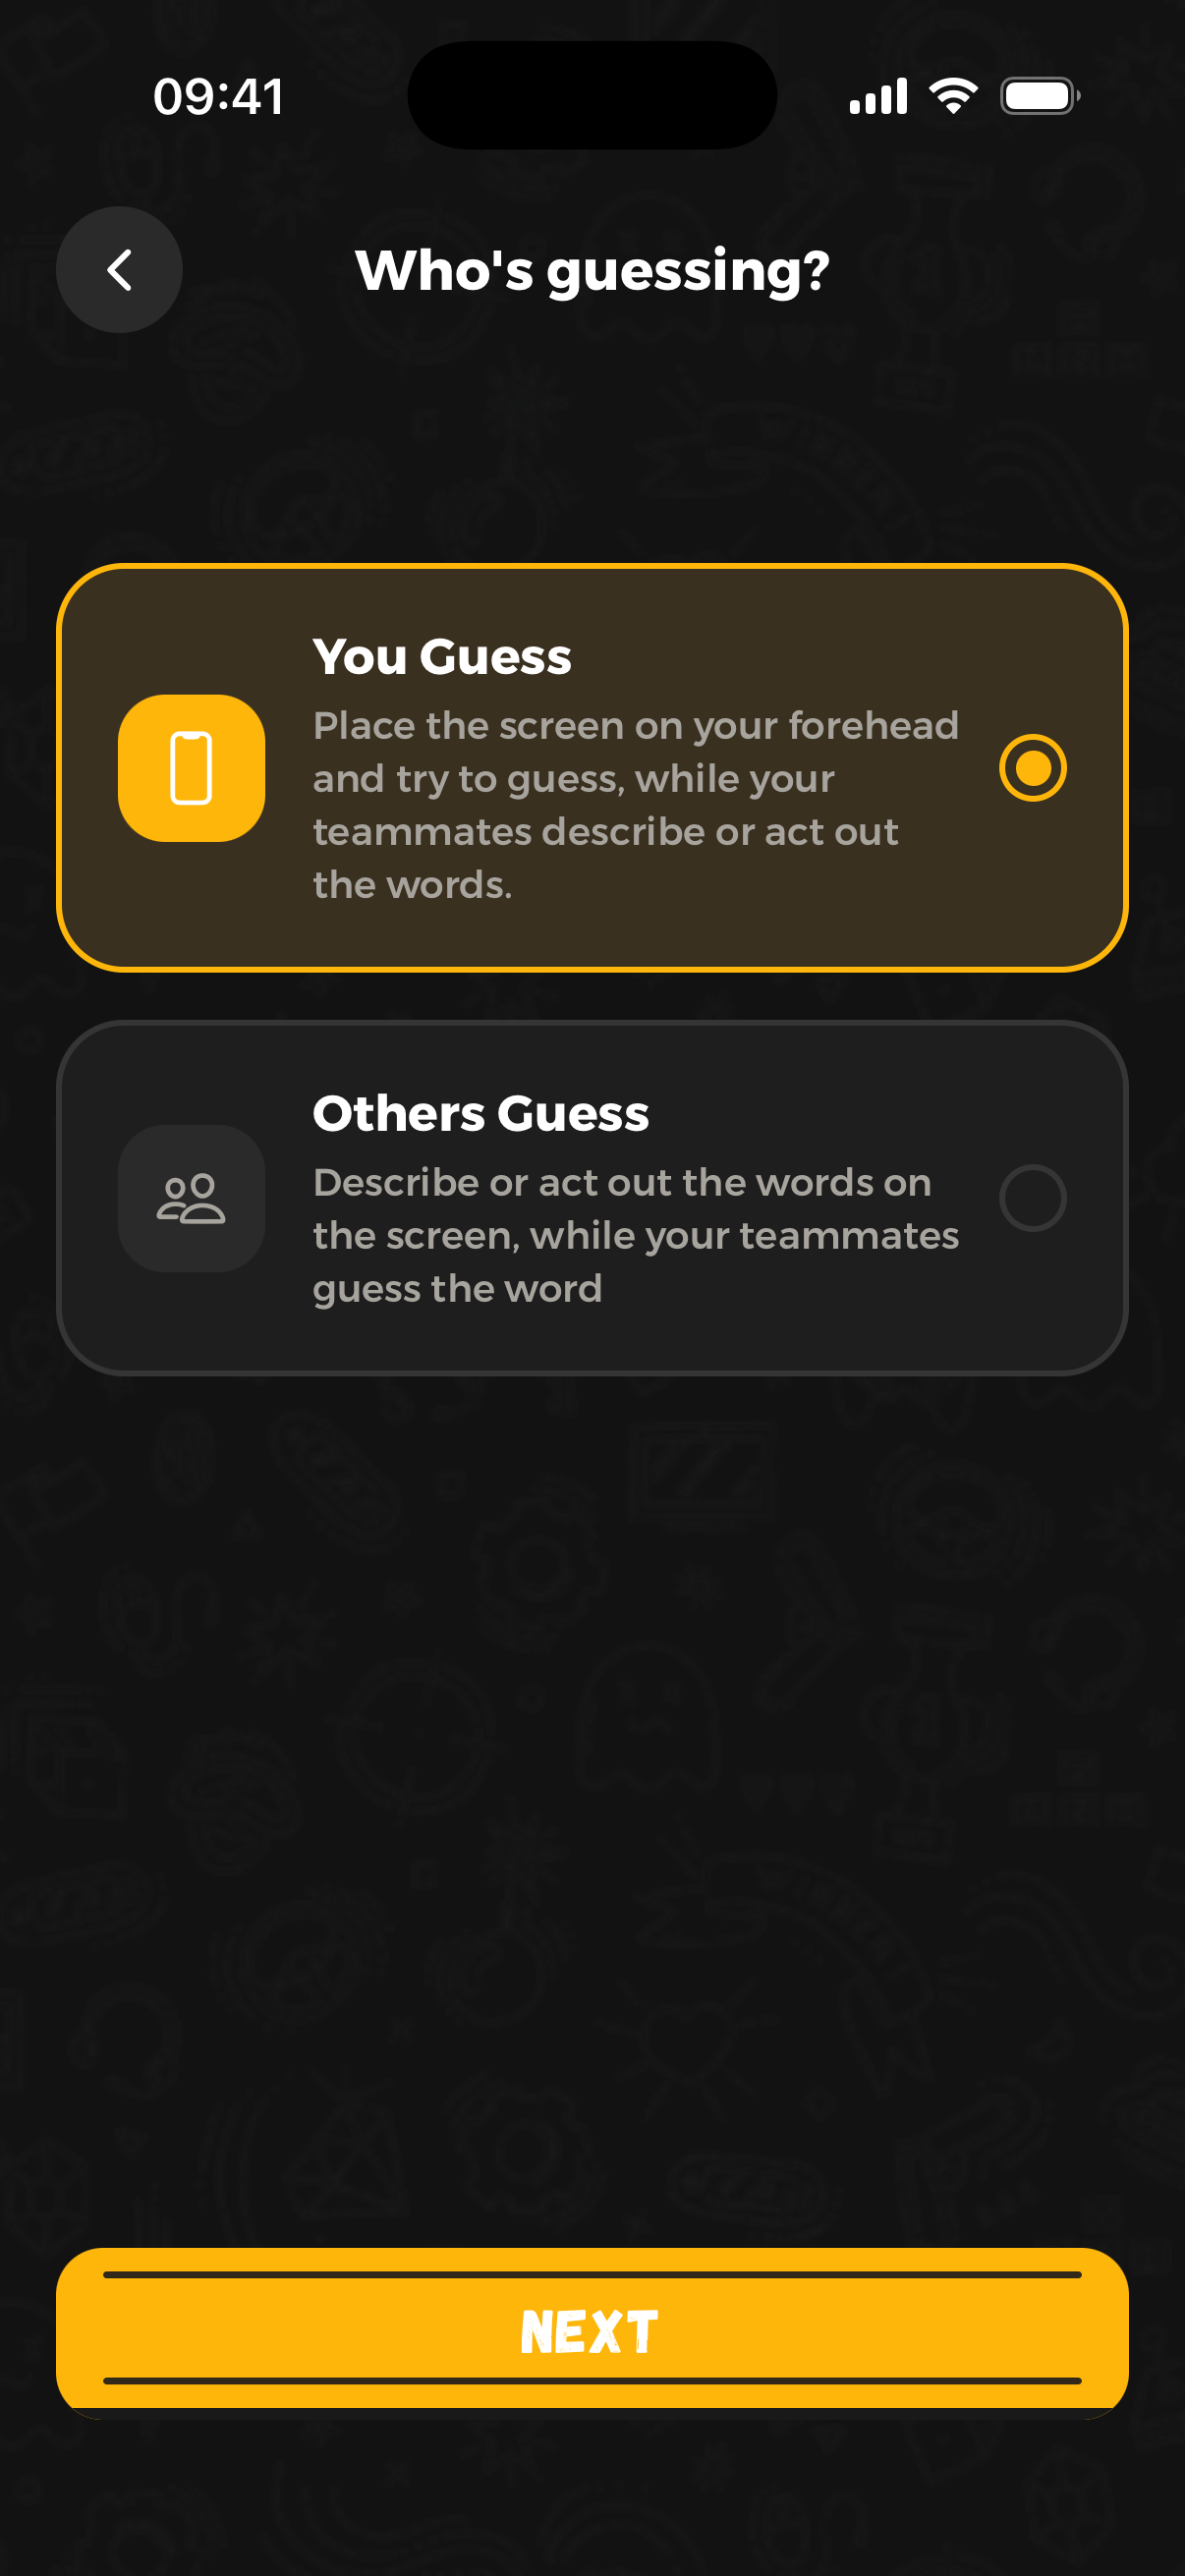 09:41
Who's guessing?
You Guess
Place the screen on your forehead
and try to guess, while your
teammates describe or act out
the words.
Others Guess
Describe or act out the words on
the screen, while your teammates
guess the word
NEXT